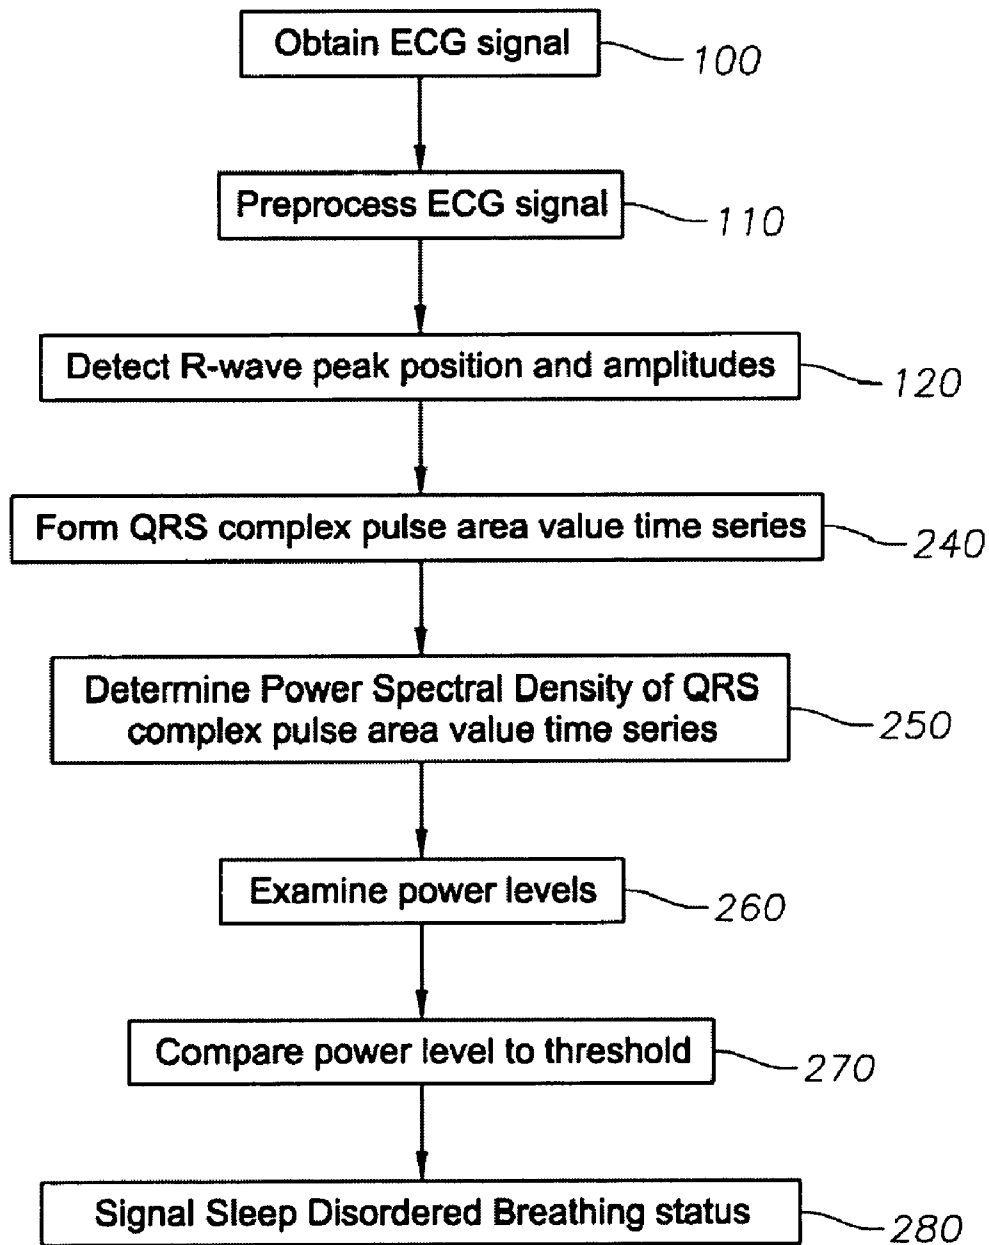 Obtain ECG signal
100
Preprocess ECG signal
110
Detect R-wave peak position and amplitudes
120
Form QRS complex pulse area value time series
240
Determine Power Spectral Density of QRS
complex pulse area value time series
250
Examine power levels
260
Compare power level to threshold
270
Signal Sleep Disordered Breathing status
280